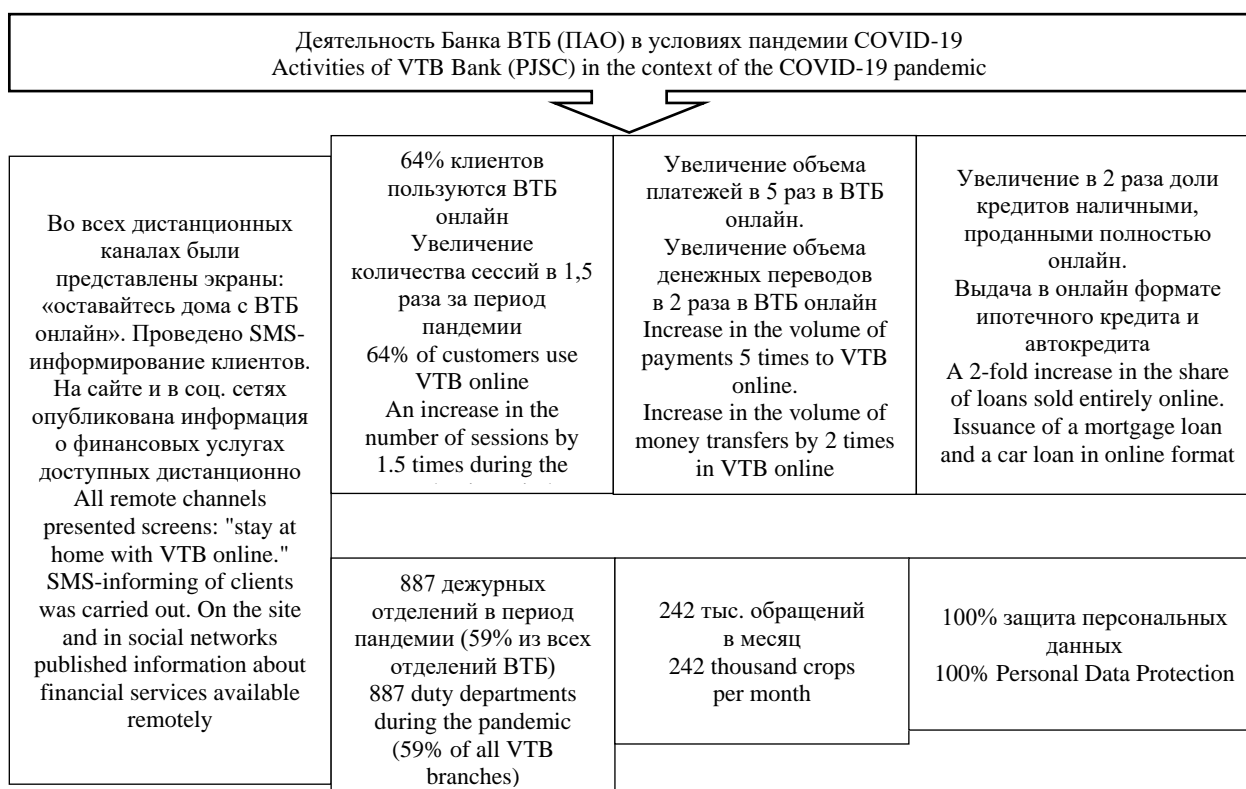 Деятельность Банка ВТБ (ПАО) в условиях пандемии COVID-19
Activities of VTB Bank (PJSC) in the context of the COVID-19 pandemic
Во всех дистанционных
каналах были
представлены экраны:
«оставайтесь дома с ВТБ
онлайн». Проведено SMS-
информирование клиентов.
На сайте и в соц. сетях
опубликована информация
о финансовых услугах
доступных дистанционно
All remote channels
presented screens: "stay at
home with VTB online."
SMS-informing of clients
was carried out. On the site
and in social networks
published information about
financial services available
remotely
64% клиентов
пользуются ВТБ
онлайн
Увеличение
количества сессий в 1,5
раза за период
пандемии
64% of customers use
VTB online
An increase in the
number of sessions by
1.5 times during the
Увеличение объема
платежей в 5 раз в ВТБ
онлайн.
Увеличение объема
денежных переводов
в 2 раза в ВТБ онлайн
Increase in the volume of
payments 5 times to VTB
online.
Increase in the volume of
money transfers by 2 times
in VTB online
Увеличение в 2 раза доли
кредитов наличными,
проданными полностью
онлайн.
Выдача в онлайн формате
ипотечного кредита и
автокредита
A 2-fold increase in the share
of loans sold entirely online.
Issuance of a mortgage loan
and a car loan in online format
887 дежурных
отделений в период
пандемии (59% из всех
отделений ВТБ)
887 duty departments
during the pandemic
(59% of all VTB
branches)
242 тыс. обращений
в месяц
242 thousand crops
per month
100% защита персональных
данных
100% Personal Data Protection